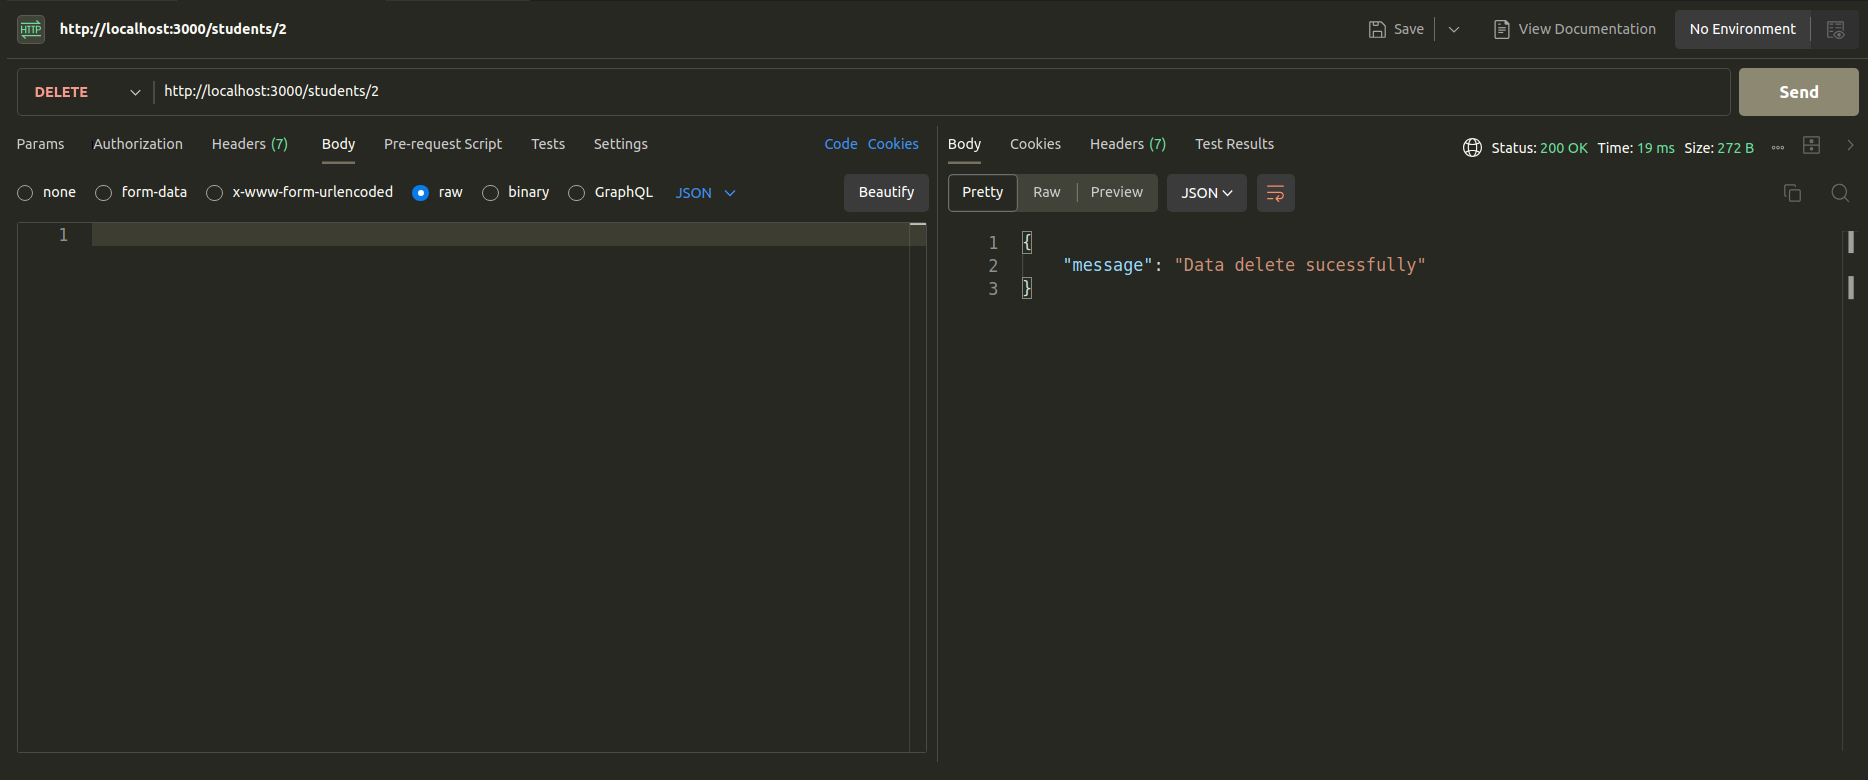 HTTP http://localhost:3000/students/2 Save View Documentation No Environment
DELETE http://localhost:3000/students/2 Send
Params Authorization Headers (7) Body Pre-request Script Tests Settings Code Cookies
none form-data x-www-form-urlencoded raw binary GraphQL JSON Beautify
1
Body Cookies Headers (7) Test Results Status: 200 OK Time: 19 ms Size: 272 B
Pretty Raw Preview JSON
1 {
2 "message": "Data delete sucessfully"
3 }